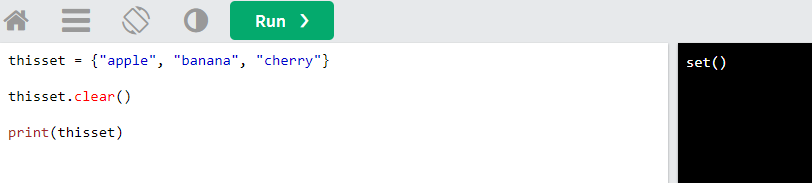 Run ❯
thisset = {"apple", "banana", "cherry"}
thisset.clear()
print(thisset)
set()